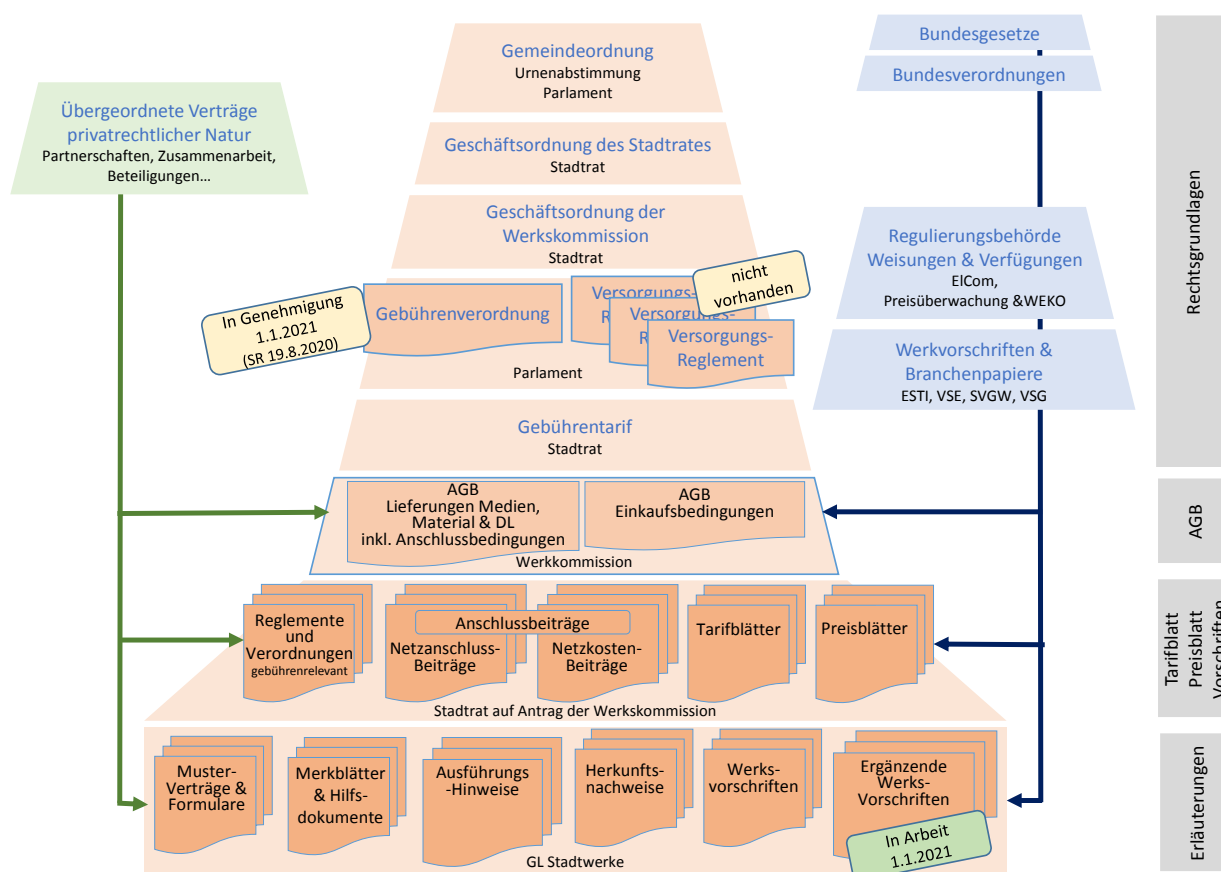 Gemeindeordnung
Urnenabstimmung
Parlament
Bundesgesetze
Bundesverordnungen
Übergeordnete Verträge
privatrechtlicher Natur
Partnerschaften, Zusammenarbeit,
Beteiligungen…
Geschäftsordnung des Stadtrates
Stadtrat
Geschäftsordnung der
Werkskommission
Stadtrat
Regulierungsbehörde
Weisungen & Verfügungen
ElCom,
Preisüberwachung &WEKO
In Genehmigung
1.1.2021
(SR 19.8.2020)
Gebührenverordnung
Versorgungs-
R
Versorgungs-
R
Versorgungs-
Reglement
nicht
vorhanden
Parlament
Werkvorschriften &
Branchenpapiere
ESTI, VSE, SVGW, VSG
Gebührentarif
Stadtrat
Rechtsgrundlagen
AGB
Lieferungen Medien,
Material & DL
inkl. Anschlussbedingungen
AGB
Einkaufsbedingungen
Werkkommission
AGB
Reglemente
und
Verordnungen
gebührenrelevant
Anschlussbeiträge
Netzanschluss-
Beiträge
Netzkosten-
Beiträge
Tarifblätter
Preisblätter
Stadtrat auf Antrag der Werkskommission
Tarifblatt
Preisblatt
Vorschriften
Muster-
Verträge &
Formulare
Merkblätter
& Hilfs-
dokumente
Ausführungs
-Hinweise
Herkunfts-
nachweise
Werks-
vorschriften
Ergänzende
Werks-
Vorschriften
In Arbeit
1.1.2021
GL Stadtwerke
Erläuterungen